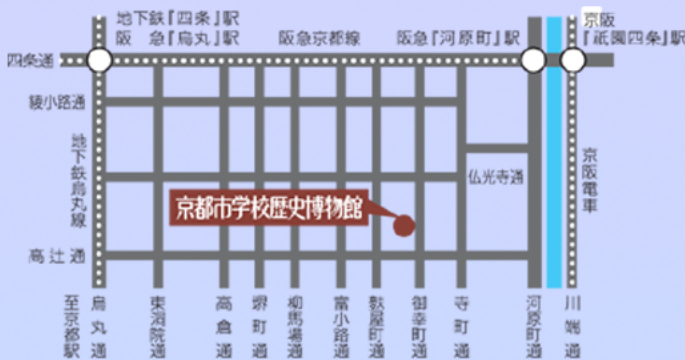 地下鉄『四条』駅
阪　急『烏丸』駅
阪急京都線
阪急『河原町』駅
京阪
『祇園四条』駅
四条通
綾小路通
地下鉄烏丸線
仏光寺通
京阪電車
京都市学校歴史博物館
高辻通
至京都駅
烏丸通
東洞院通
高倉通
堺町通
柳馬場通
富小路通
麩屋町通
御幸町通
寺町通
河原町通
川端通